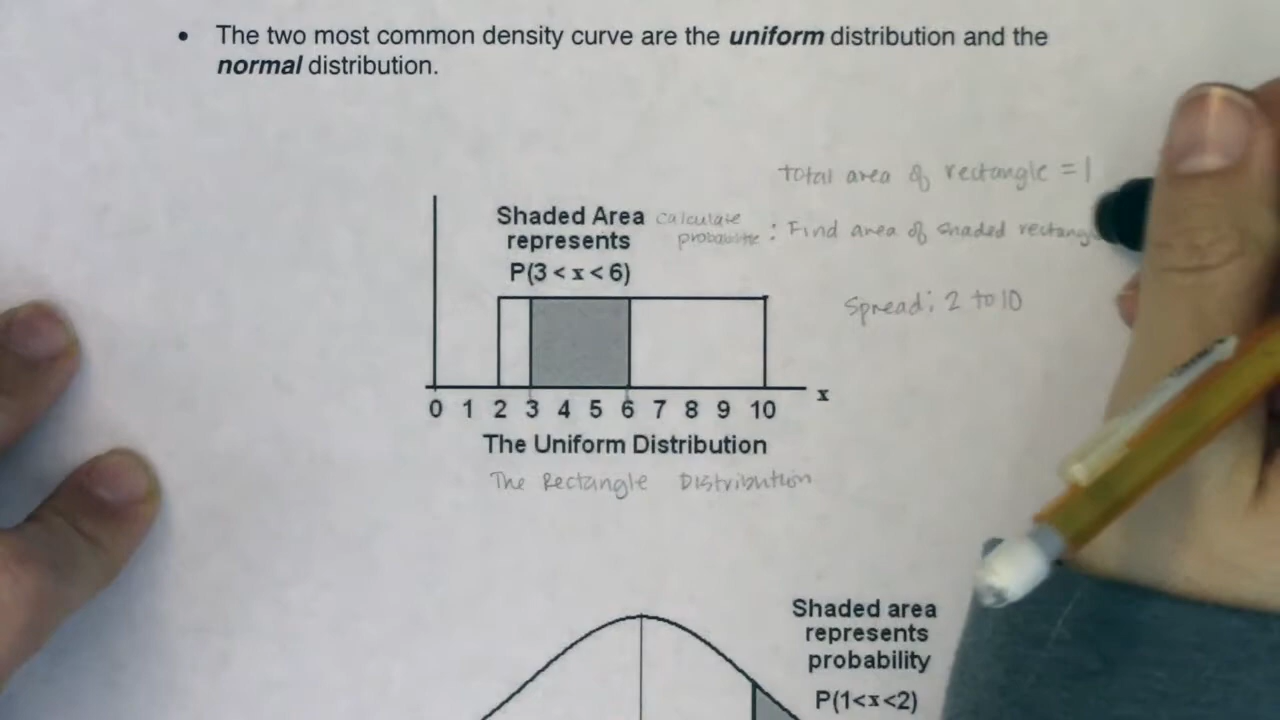 • The two most common density curve are the uniform distribution and the
normal distribution.
total area of rectangle = 1
Shaded Area
represents
P(3 < x < 6)
calculate
: Find area of shaded
Spread: 2 to 10
x
0 1 2 3 4 5 6 7 8 9 10
The Uniform Distribution
The Rectangle Distribution
Shaded area
represents
probability
P(1<x<2)